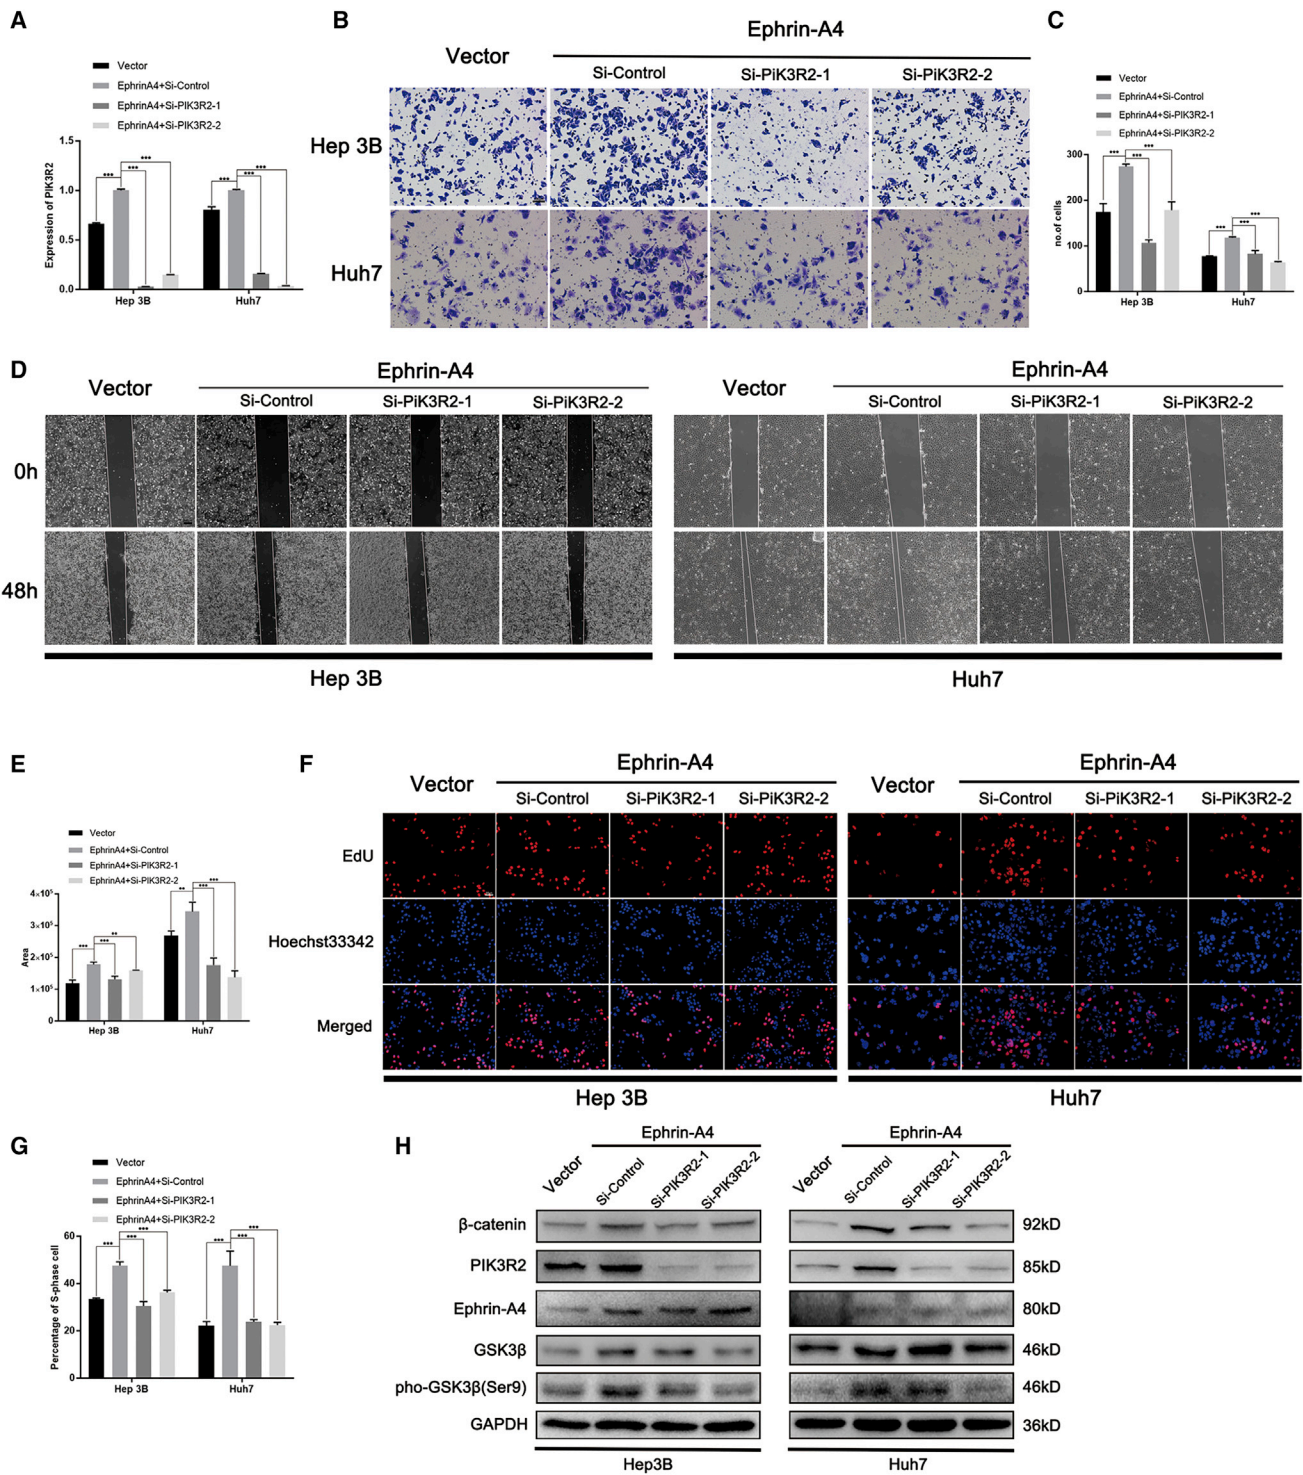 A
Vector
EphrinA4+Si-Control
EphrinA4+Si-PIK3R2-1
EphrinA4+Si-PIK3R2-2
Expression of PIK3R2
1.5
1.0
0.5
0.0
*** *** ***
*** *** ***
Hep 3B Huh7
B
Vector
Ephrin-A4
Si-Control Si-PiK3R2-1 Si-PiK3R2-2
Hep 3B
Huh7
C
Vector
EphrinA4+Si-Control
EphrinA4+Si-PIK3R2-1
EphrinA4+Si-PIK3R2-2
no.of cells
300
200
100
0
*** *** ***
*** *** ***
Hep 3B Huh7
D
Vector
Ephrin-A4
Si-Control Si-PiK3R2-1 Si-PiK3R2-2
Vector
Ephrin-A4
Si-Control Si-PiK3R2-1 Si-PiK3R2-2
0h
48h
Hep 3B Huh7
E
Vector
EphrinA4+Si-Control
EphrinA4+Si-PIK3R2-1
EphrinA4+Si-PIK3R2-2
Area
4×10⁵
3×10⁵
2×10⁵
1×10⁵
0
*** *** **
** *** ***
Hep 3B Huh7
F
Vector
Ephrin-A4
Si-Control Si-PiK3R2-1 Si-PiK3R2-2
Vector
Ephrin-A4
Si-Control Si-PiK3R2-1 Si-PiK3R2-2
EdU
Hoechst33342
Merged
Hep 3B Huh7
G
Vector
EphrinA4+Si-Control
EphrinA4+Si-PIK3R2-1
EphrinA4+Si-PIK3R2-2
Percentage of S-phase cell
60
40
20
0
*** *** ***
*** *** ***
Hep 3B Huh7
H
Ephrin-A4 Ephrin-A4
Vector Si-Control Si-PIK3R2-1 Si-PIK3R2-2 Vector Si-Control Si-PIK3R2-1 Si-PIK3R2-2
β-catenin 92kD
PIK3R2 85kD
Ephrin-A4 80kD
GSK3β 46kD
pho-GSK3β(Ser9) 46kD
GAPDH 36kD
Hep3B Huh7